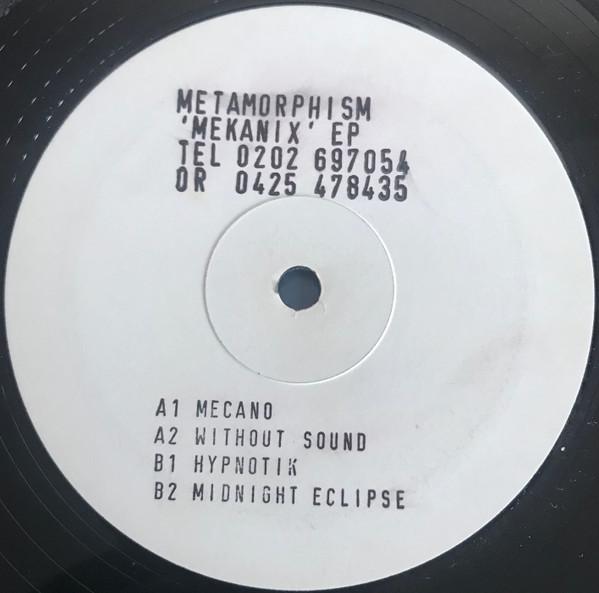 METAMORPHISM
'MEKANIX' EP
TEL 0202 697054
OR 0425 478435
A1 MECANO
A2 WITHOUT SOUND
B1 HYPNOTIK
B2 MIDNIGHT ECLIPSE